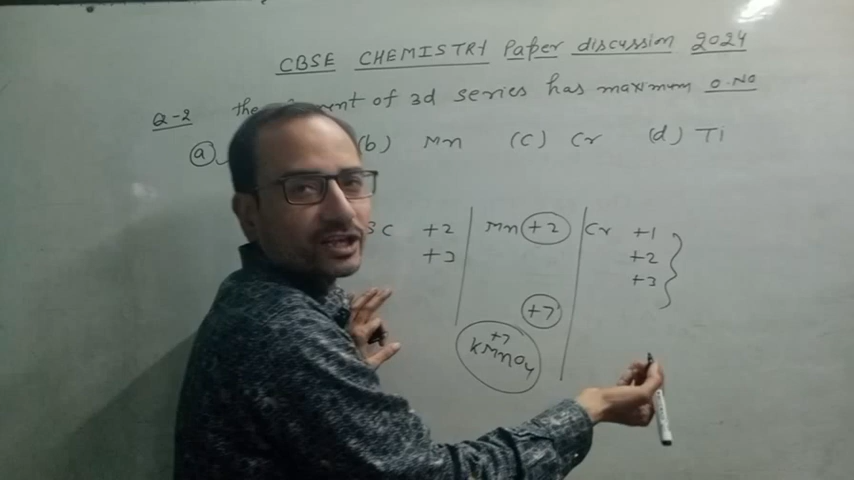 CBSE CHEMISTRY Paper discussion 2024
Q-2 the of 3d series has maximum O.NO
(a) (b) Mn (c) Cr (d) Ti
Sc +2 Mn +2 Cr +1
+3 +2
+3
+7
+7
KMnO4